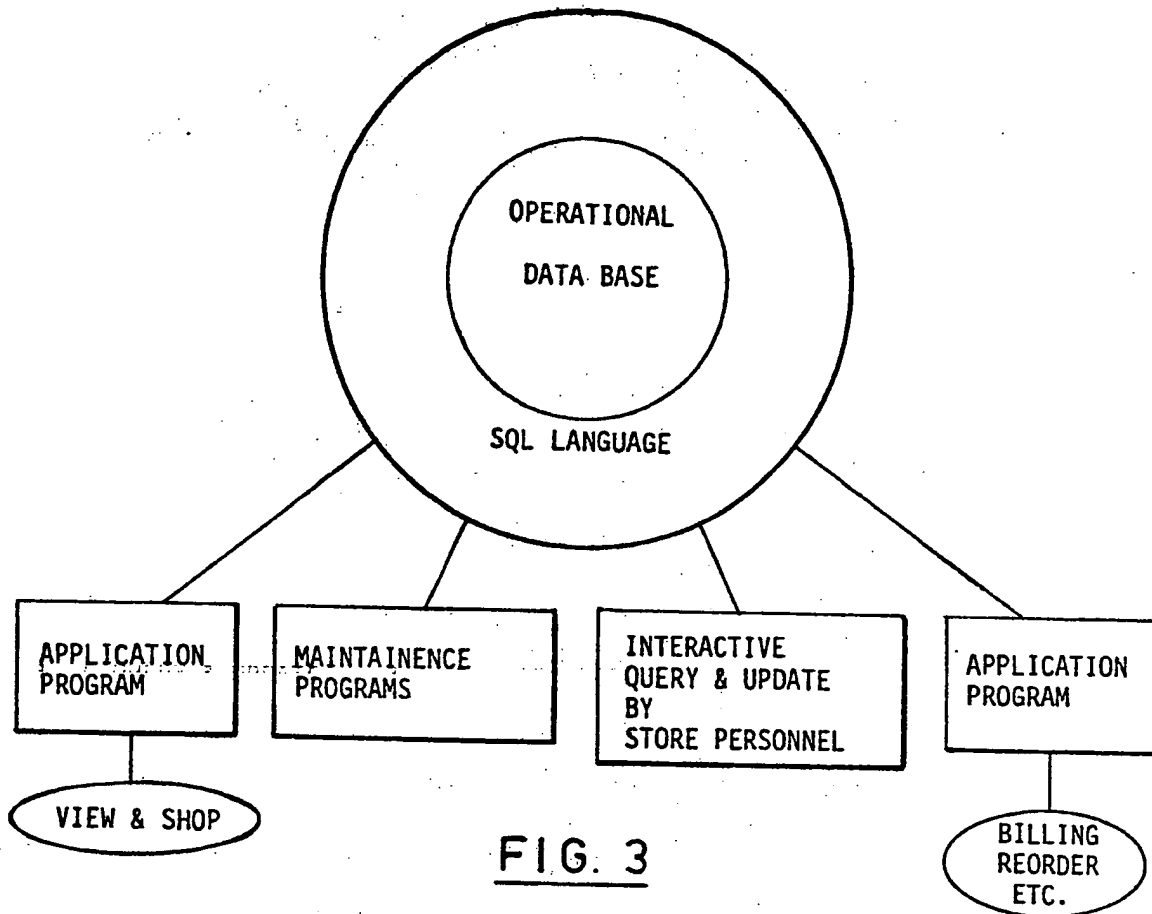 OPERATIONAL
DATA BASE
SQL LANGUAGE
APPLICATION
PROGRAM
MAINTAINENCE
PROGRAMS
INTERACTIVE
QUERY & UPDATE
BY
STORE PERSONNEL
APPLICATION
PROGRAM
VIEW & SHOP
BILLING
REORDER
ETC.
FIG. 3